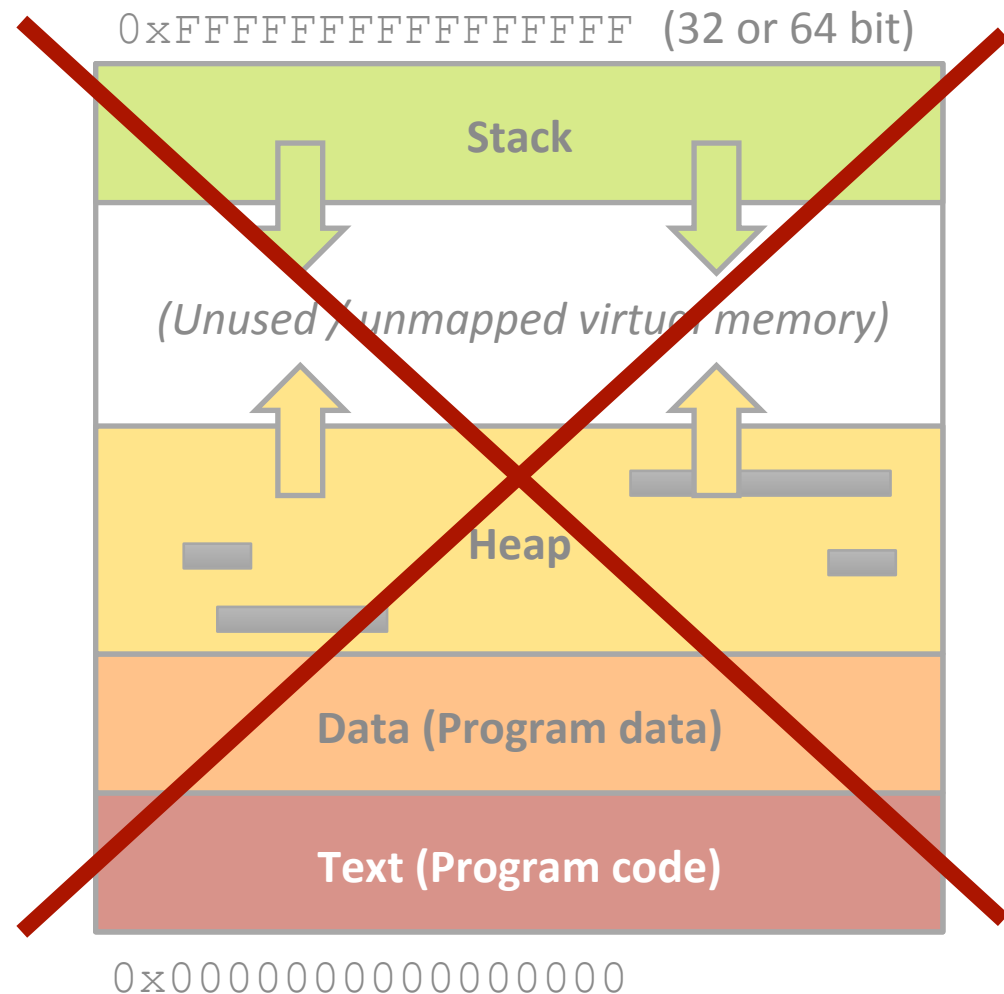 0xFFFFFFFFFFFFFFFF (32 or 64 bit)
Stack
(Unused / unmapped virtual memory)
Heap
Data (Program data)
Text (Program code)
0x0000000000000000